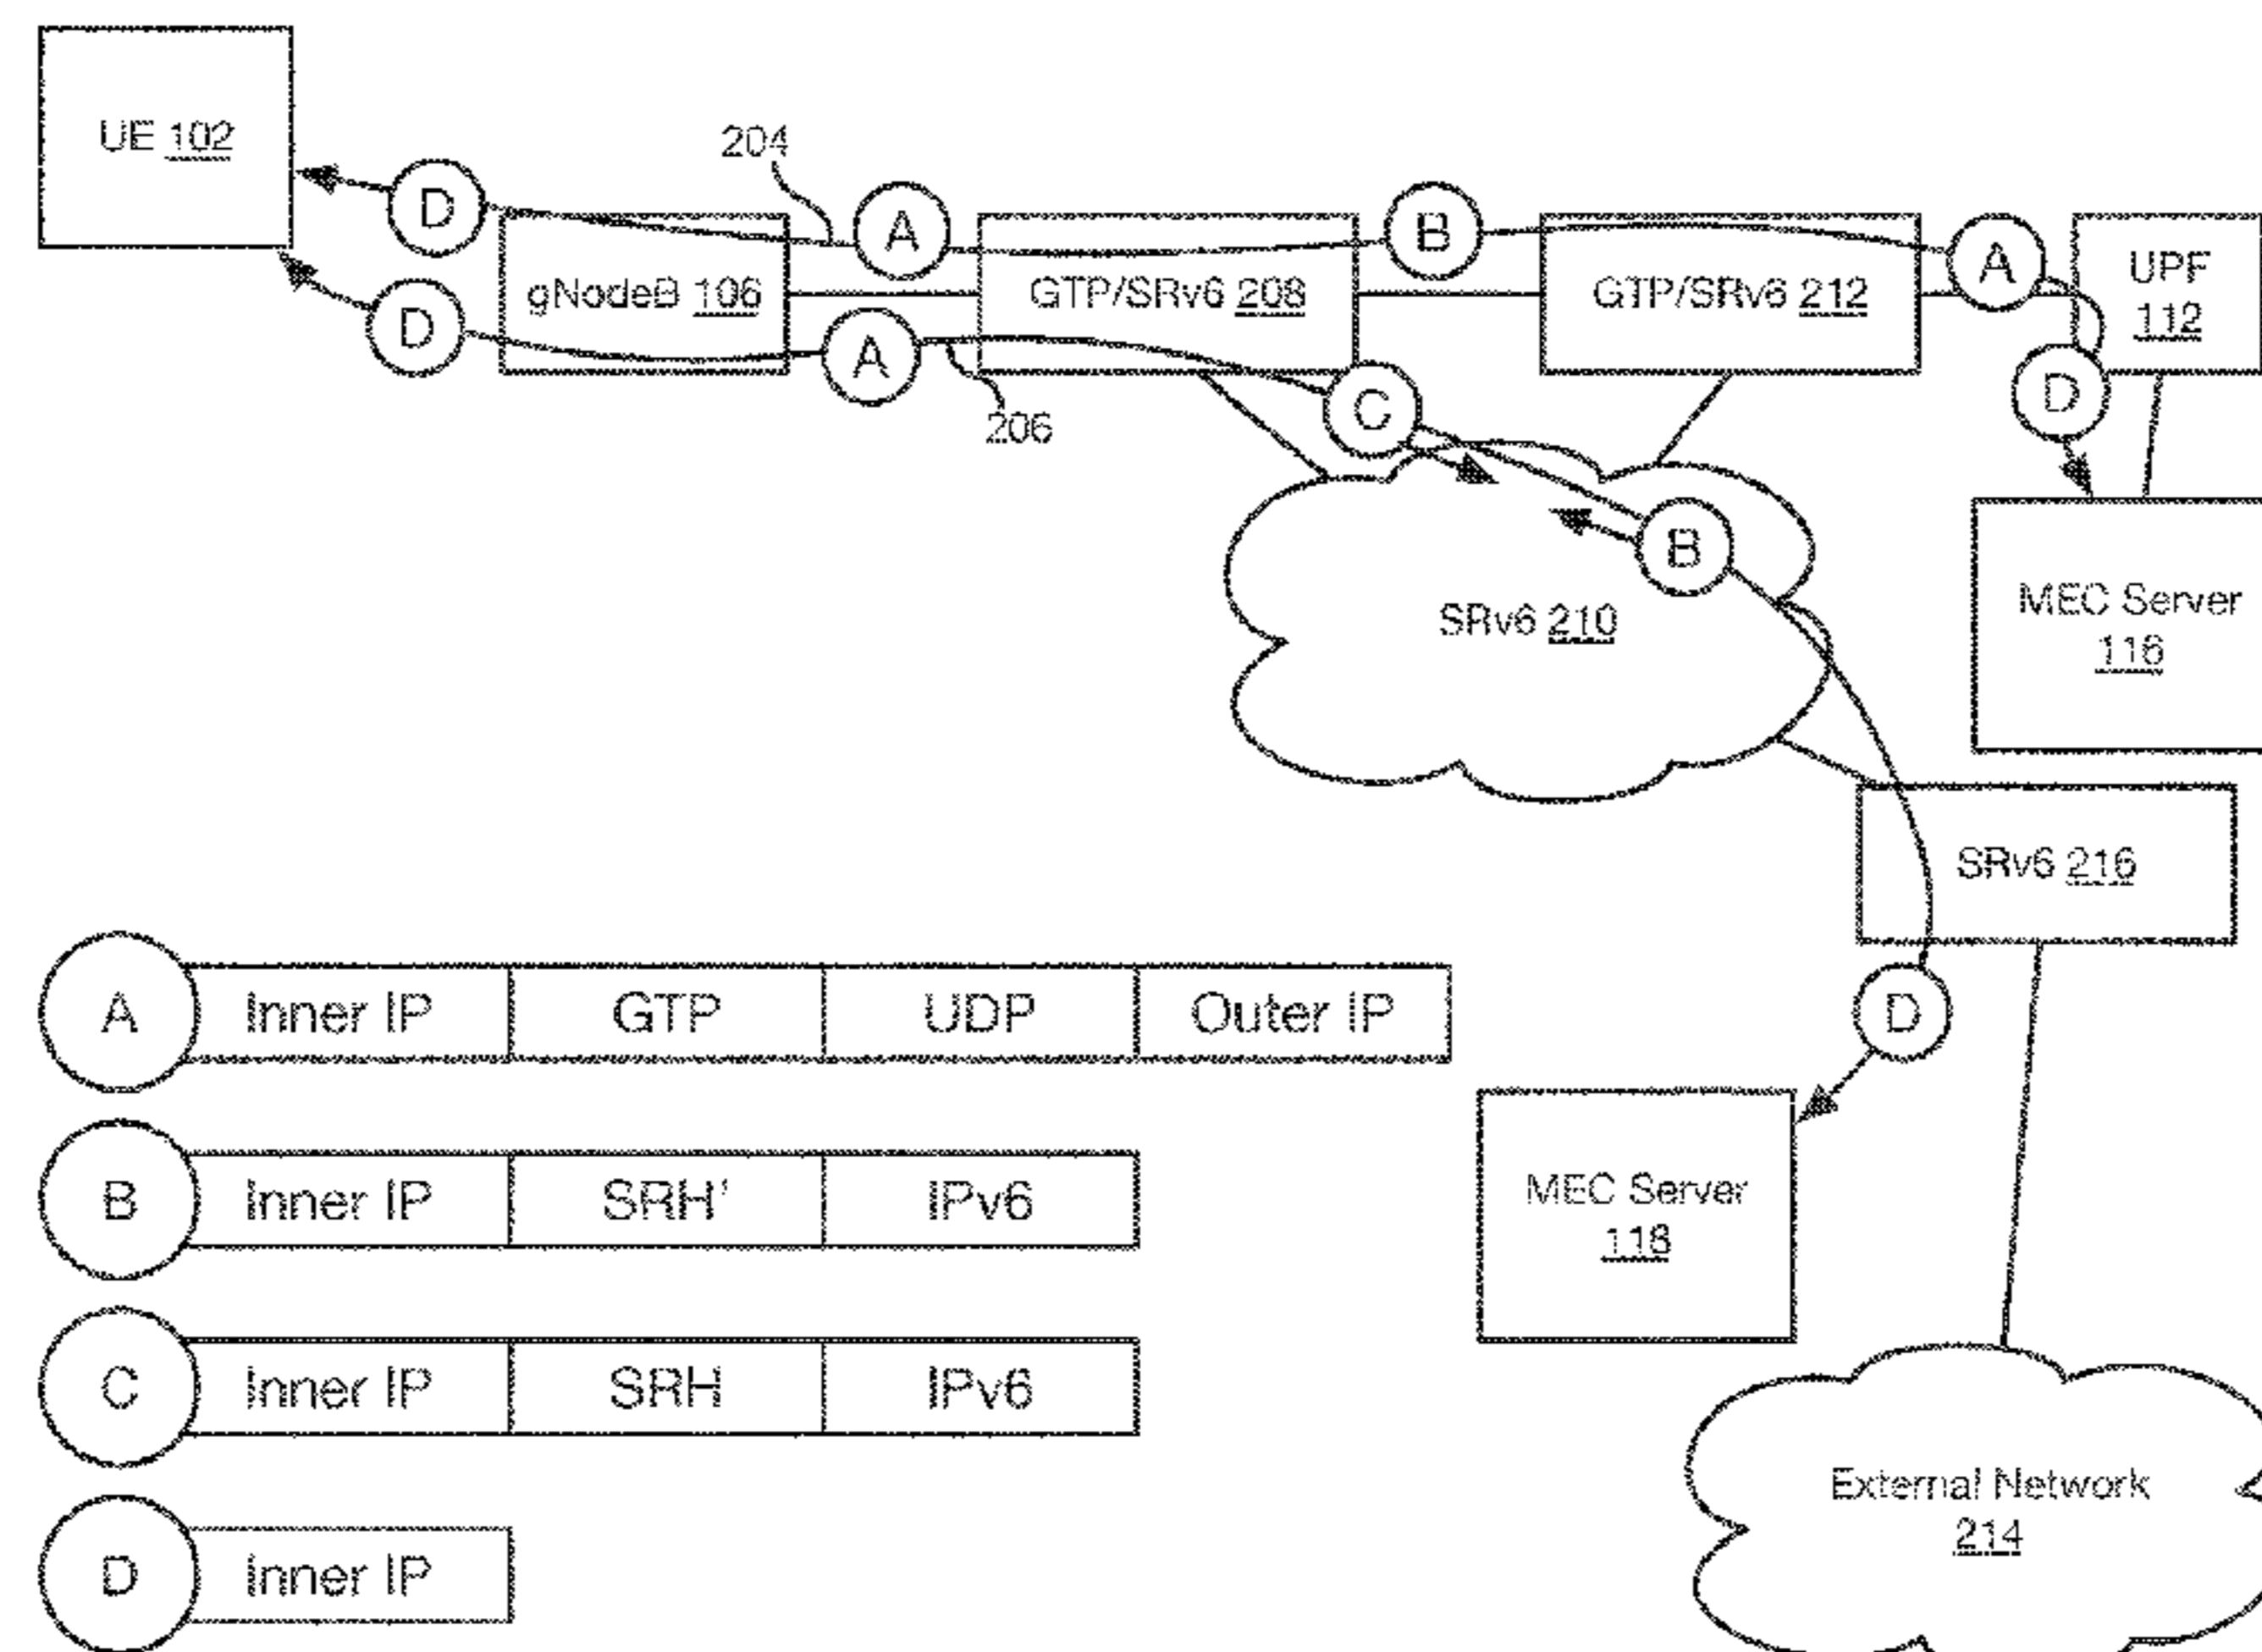 UE 102
204
D
A
B
gNodeB 106
GTP/SRv6 208
GTP/SRv6 212
A
UPF
112
D
A
206
C
D
B
SRv6 210
MEC Server
116
SRv6 216
A Inner IP GTP UDP Outer IP
D
B Inner IP SRH' IPv6
MEC Server
118
C Inner IP SRH IPv6
External Network
214
D Inner IP